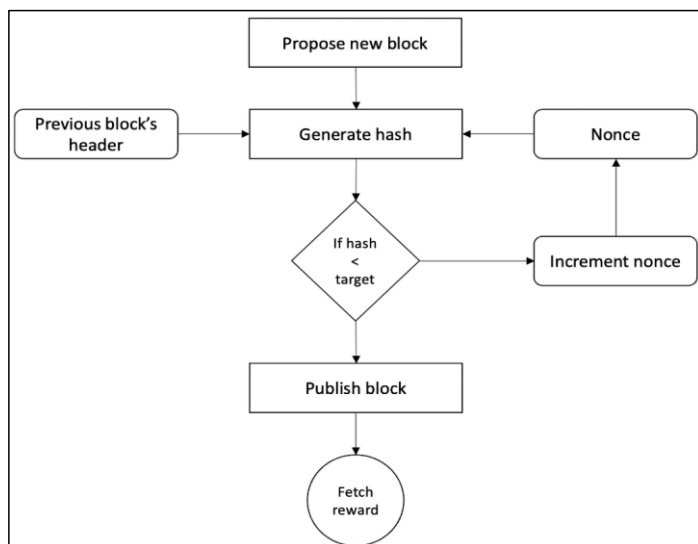 Propose new block
Previous block's
header
Generate hash
Nonce
If hash
<
target
Increment nonce
Publish block
Fetch
reward